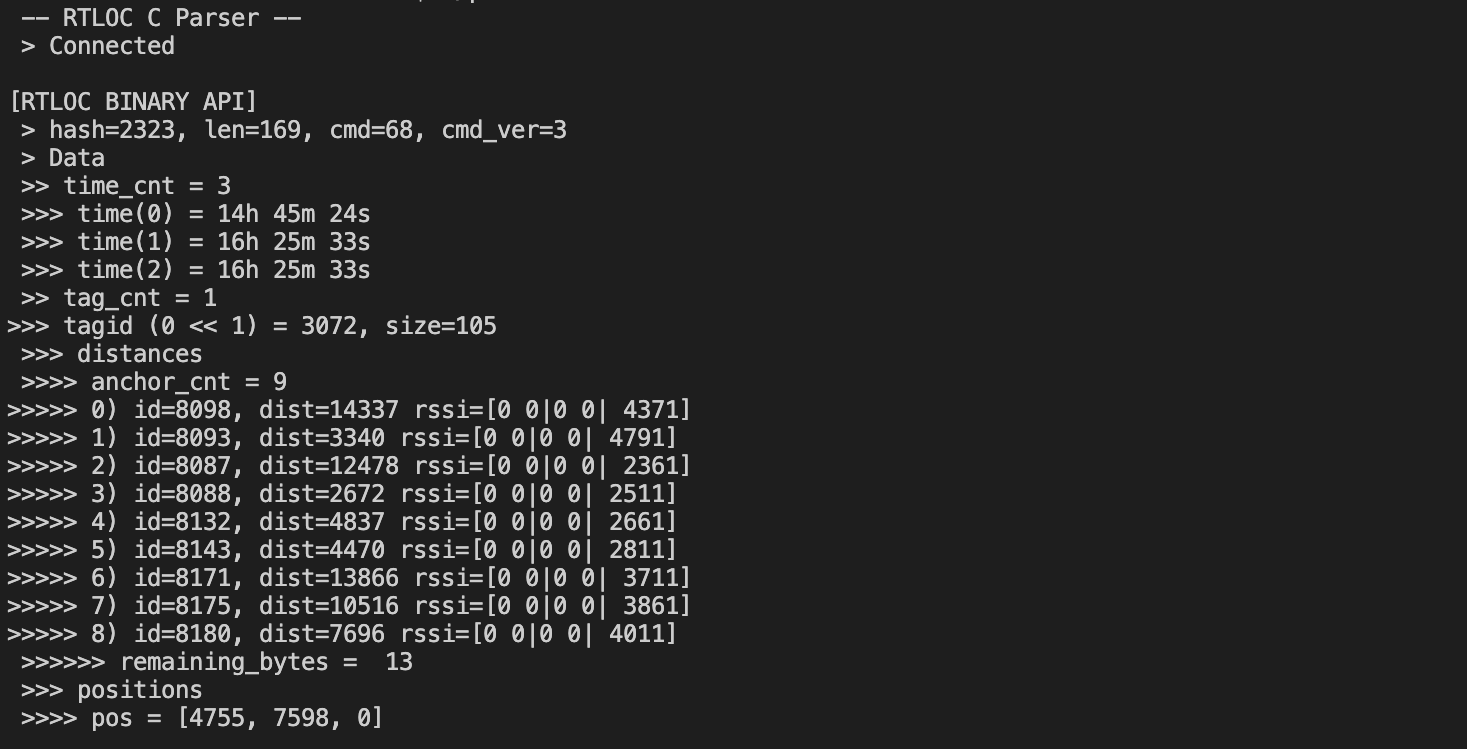 -- RTLOC C Parser --
> Connected
[RTLOC BINARY API]
> hash=2323, len=169, cmd=68, cmd_ver=3
> Data
>> time_cnt = 3
>>> time(0) = 14h 45m 24s
>>> time(1) = 16h 25m 33s
>>> time(2) = 16h 25m 33s
>> tag_cnt = 1
>>> tagid (0 << 1) = 3072, size=105
>>> distances
>>>> anchor_cnt = 9
>>>>> 0) id=8098, dist=14337 rssi=[0 0|0 0| 4371]
>>>>> 1) id=8093, dist=3340 rssi=[0 0|0 0| 4791]
>>>>> 2) id=8087, dist=12478 rssi=[0 0|0 0| 2361]
>>>>> 3) id=8088, dist=2672 rssi=[0 0|0 0| 2511]
>>>>> 4) id=8132, dist=4837 rssi=[0 0|0 0| 2661]
>>>>> 5) id=8143, dist=4470 rssi=[0 0|0 0| 2811]
>>>>> 6) id=8171, dist=13866 rssi=[0 0|0 0| 3711]
>>>>> 7) id=8175, dist=10516 rssi=[0 0|0 0| 3861]
>>>>> 8) id=8180, dist=7696 rssi=[0 0|0 0| 4011]
>>>>>> remaining_bytes =  13
>>> positions
>>>> pos = [4755, 7598, 0]